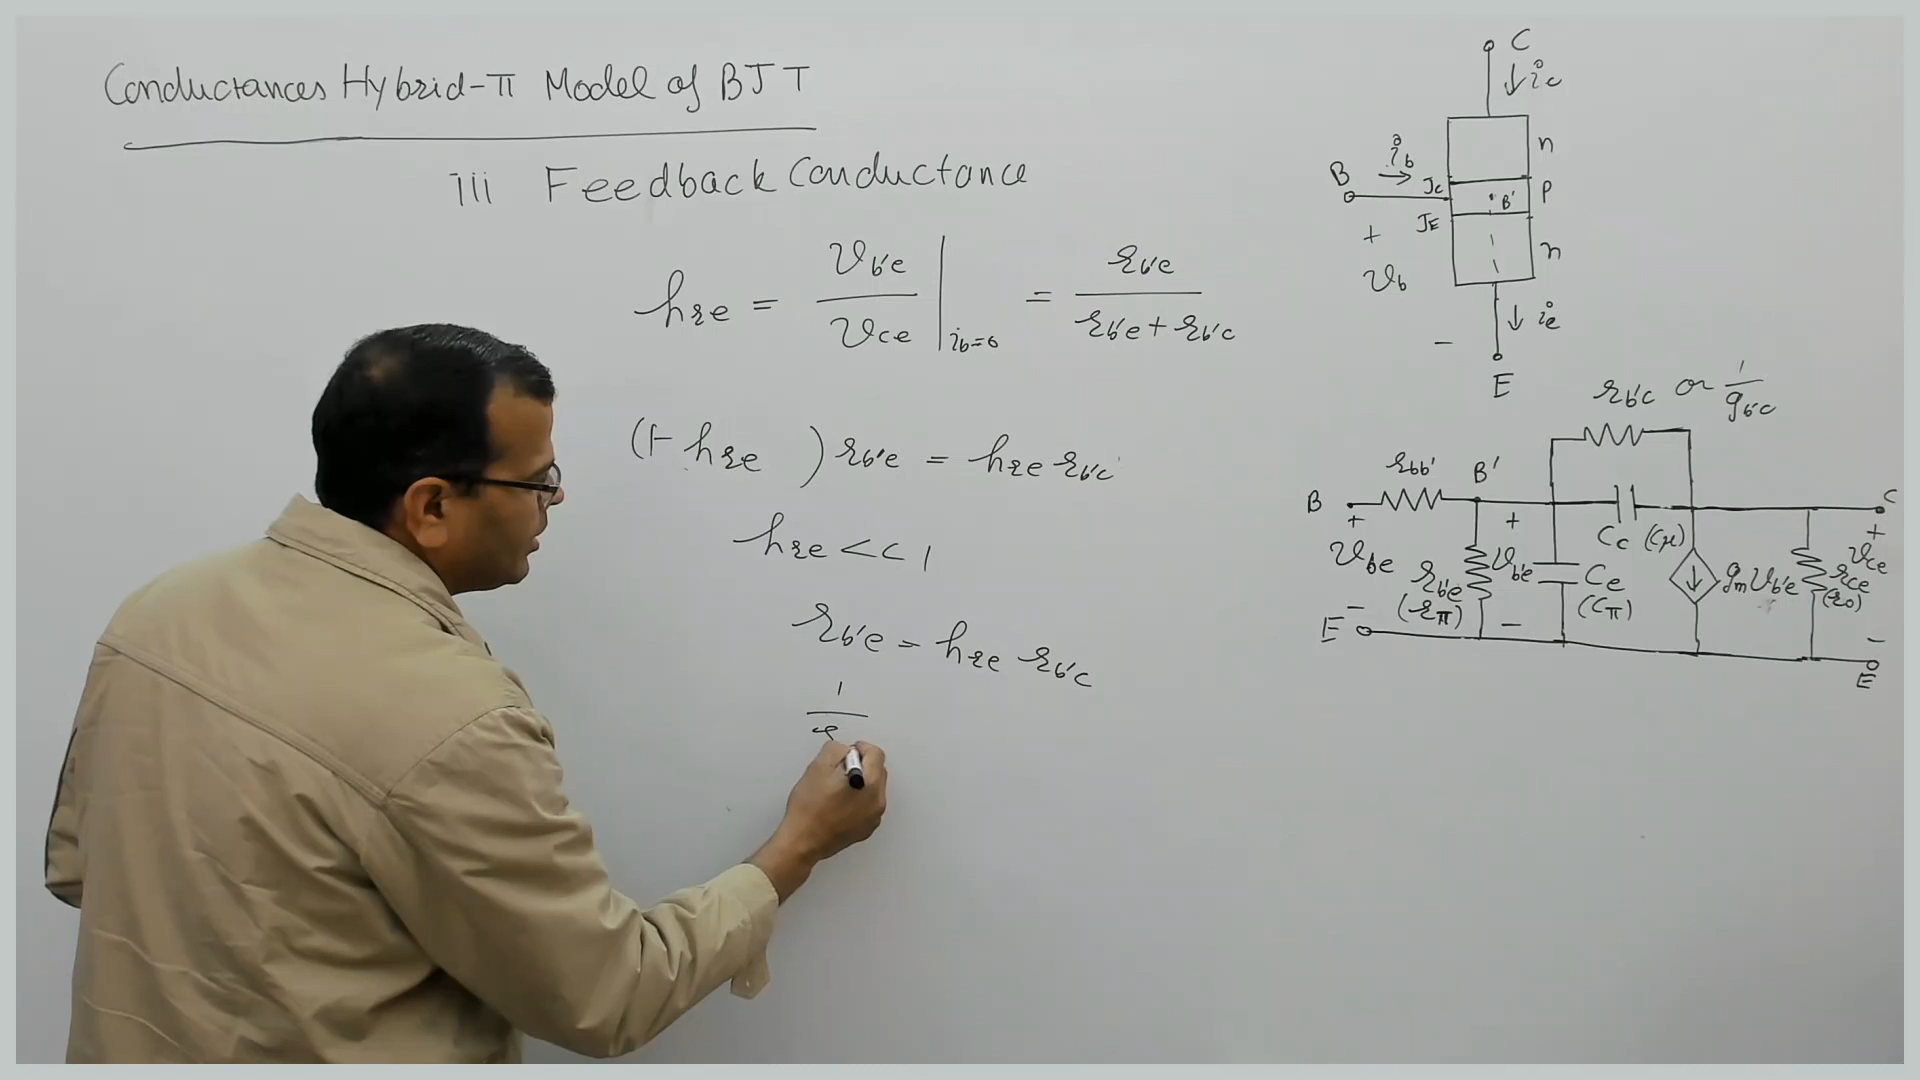 Conductances Hybrid-π Model of BJT
iii Feedback Conductance
hre = vb'e / vce |ib=0 = rb'e / (rb'e + rb'c)
(1-hre) rb'e = hre rb'c
hre << 1
rb'e = hre rb'c
1
C
ic
n
B
ib
Jc
B'
P
JE
+
n
vb
ie
-
E
rb'c or 1/gb'c
rbb'
B'
B
C
+
+
Cc (Cμ)
+
vbe
rb'e
(rπ)
vb'e
Ce
(Cπ)
gm vb'e
rce
(r0)
vce
-
-
-
E
E